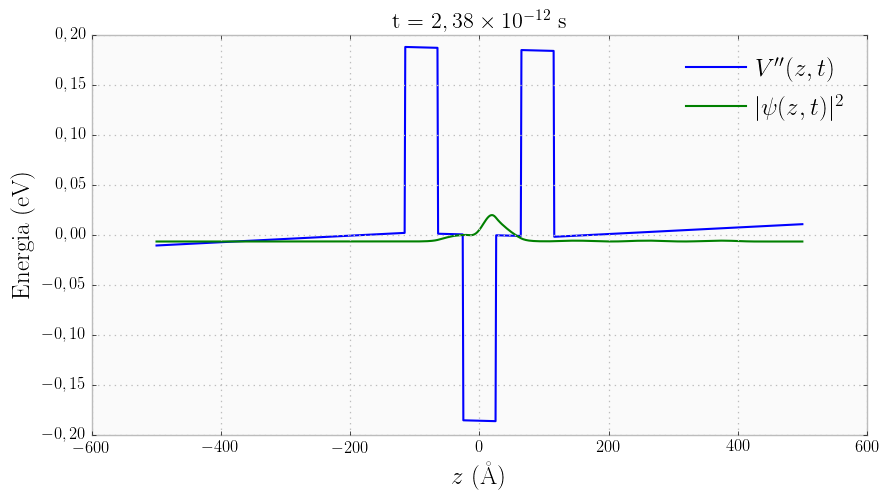 t = 2, 38 × 10⁻¹² s
V′′(z, t)
|ψ(z, t)|²
Energia (eV)
0, 20
0, 15
0, 10
0, 05
0, 00
−0, 05
−0, 10
−0, 15
−0, 20
−600 −400 −200 0 200 400 600
z (Å)